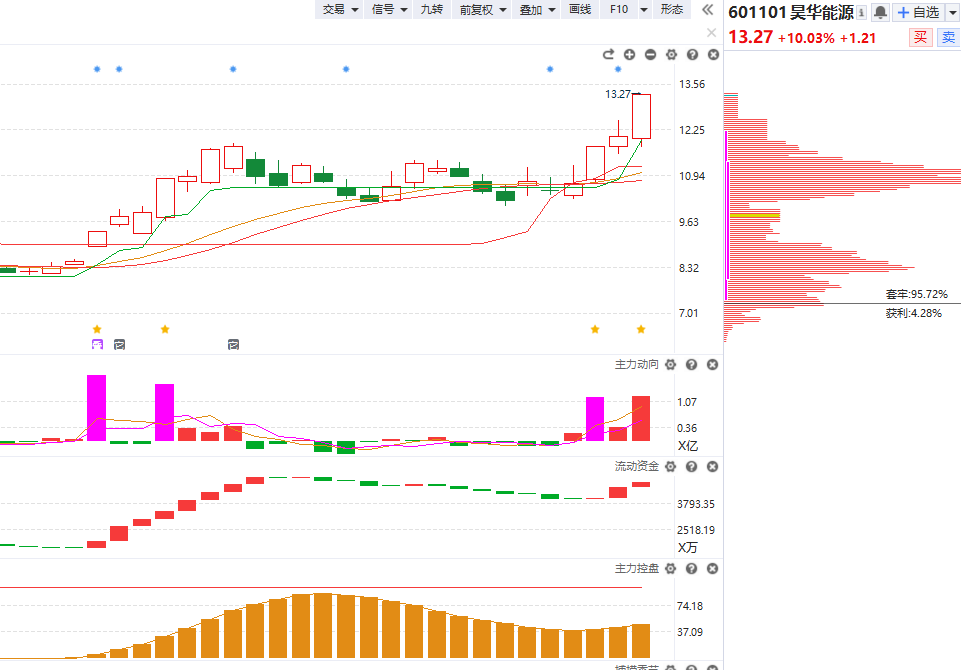 交易 信号 九转 前复权 叠加 画线 F10 形态
601101 昊华能源 自选
13.27 +10.03% +1.21 买 卖
13.56
13.27
12.25
10.94
9.63
8.32
套牢:95.72%
7.01
获利:4.28%
主力动向
1.07
0.36
X亿
流动资金
3793.35
2518.19
X万
主力控盘
74.18
37.09